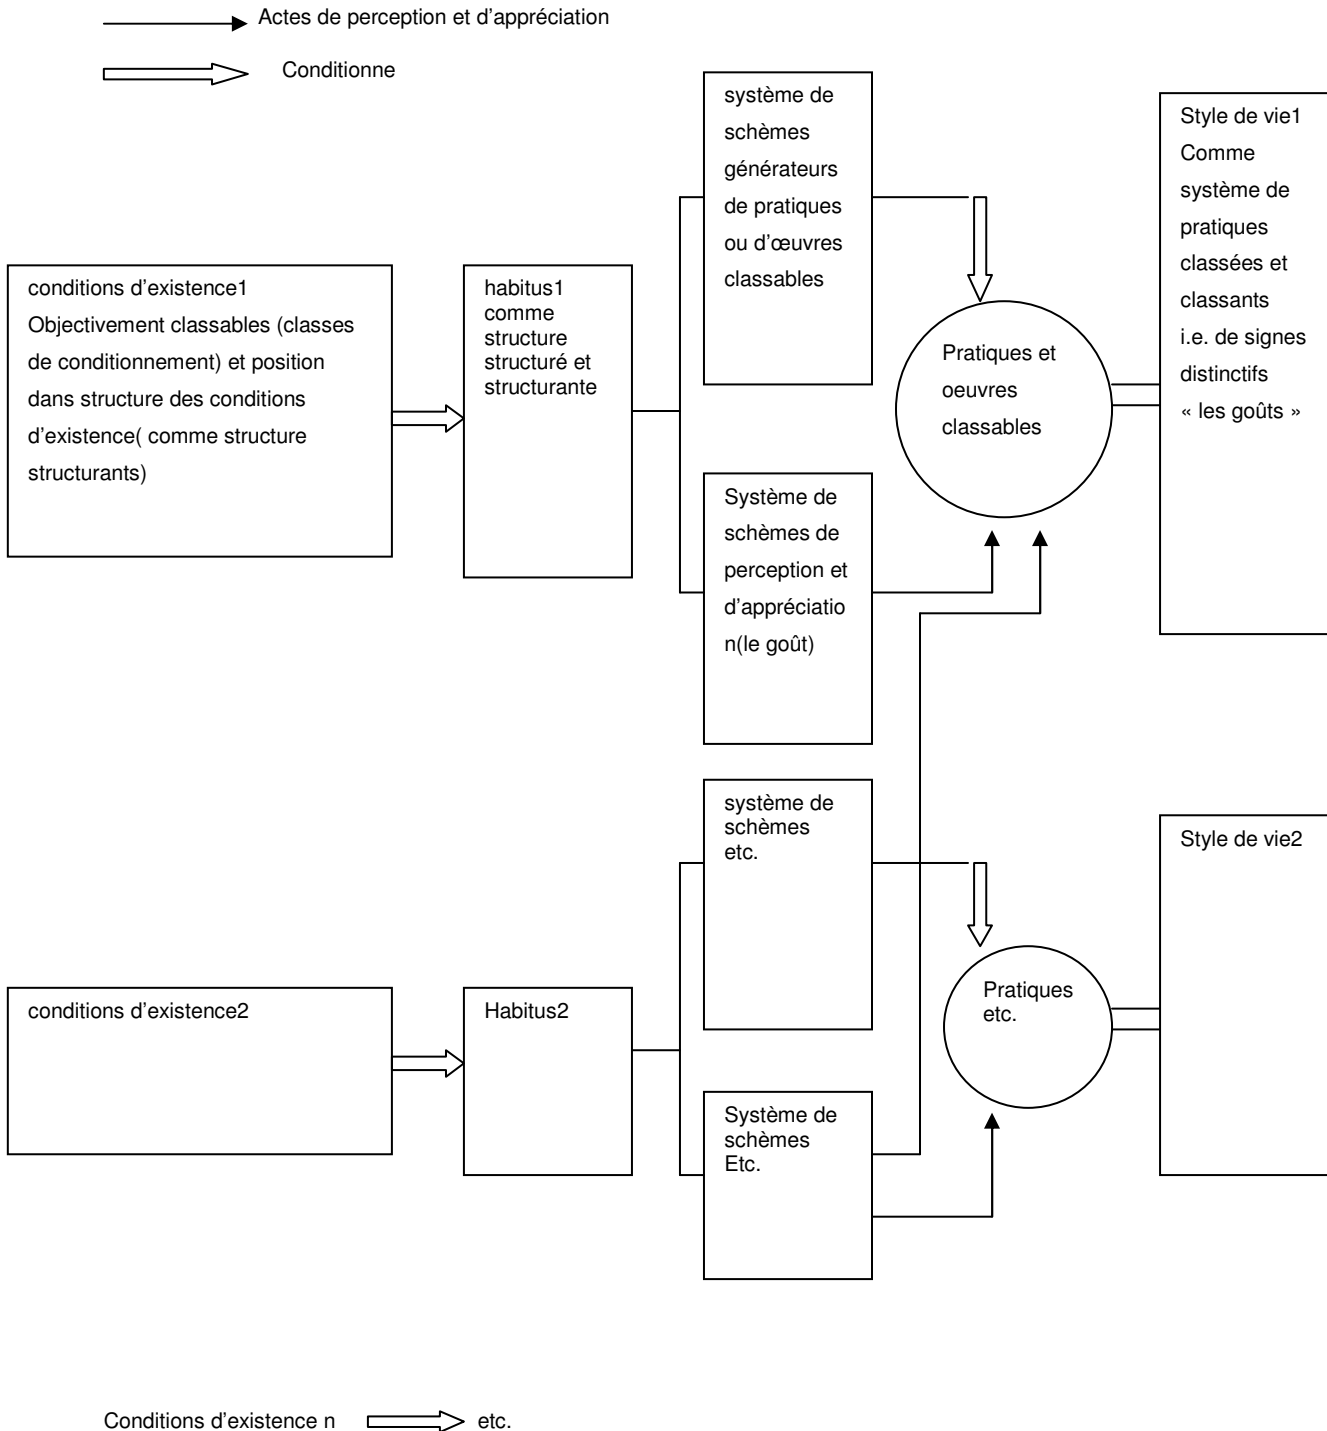 Actes de perception et d'appréciation
Conditionne
conditions d'existence1
Objectivement classables (classes
de conditionnement) et position
dans structure des conditions
d'existence( comme structure
structurants)
habitus1
comme
structure
structuré et
structurante
système de
schèmes
générateurs
de pratiques
ou d'œuvres
classables
Système de
schèmes de
perception et
d'appréciatio
n(le goût)
Pratiques et
oeuvres
classables
Style de vie1
Comme
système de
pratiques
classées et
classants
i.e. de signes
distinctifs
« les goûts »
conditions d'existence2
Habitus2
système de
schèmes
etc.
Système de
schèmes
Etc.
Pratiques
etc.
Style de vie2
Conditions d'existence n
etc.